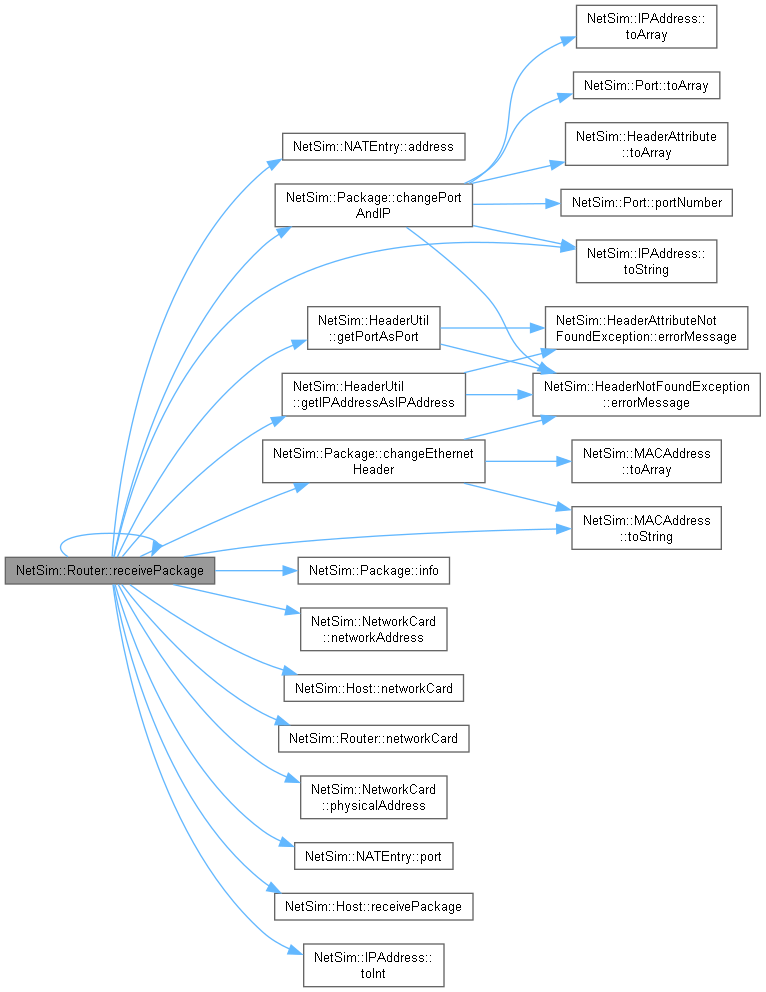 NetSim::Router::receivePackage
NetSim::NATEntry::address
NetSim::Package::changePort
AndIP
NetSim::HeaderUtil
::getPortAsPort
NetSim::HeaderUtil
::getIPAddressAsIPAddress
NetSim::Package::changeEthernet
Header
NetSim::Package::info
NetSim::NetworkCard
::networkAddress
NetSim::Host::networkCard
NetSim::Router::networkCard
NetSim::NetworkCard
::physicalAddress
NetSim::NATEntry::port
NetSim::Host::receivePackage
NetSim::IPAddress::
toInt
NetSim::IPAddress::
toArray
NetSim::Port::toArray
NetSim::HeaderAttribute
::toArray
NetSim::Port::portNumber
NetSim::IPAddress::
toString
NetSim::HeaderAttributeNot
FoundException::errorMessage
NetSim::HeaderNotFoundException
::errorMessage
NetSim::MACAddress
::toArray
NetSim::MACAddress
::toString